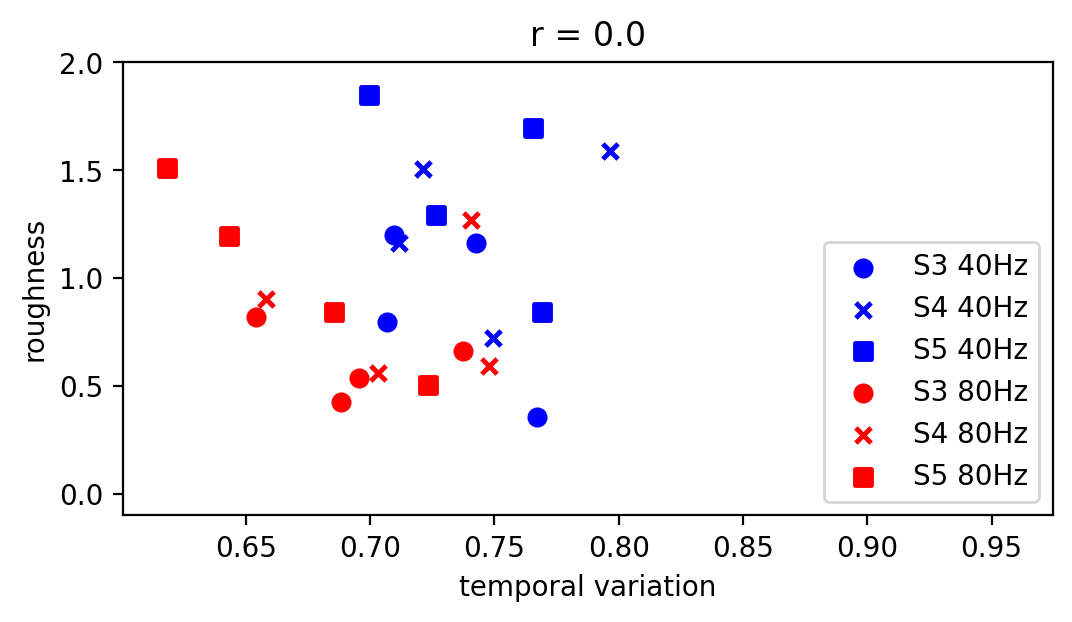 r = 0.0
roughness
2.0
1.5
1.0
0.5
0.0
0.65 0.70 0.75 0.80 0.85 0.90 0.95
temporal variation
S3 40Hz
S4 40Hz
S5 40Hz
S3 80Hz
S4 80Hz
S5 80Hz